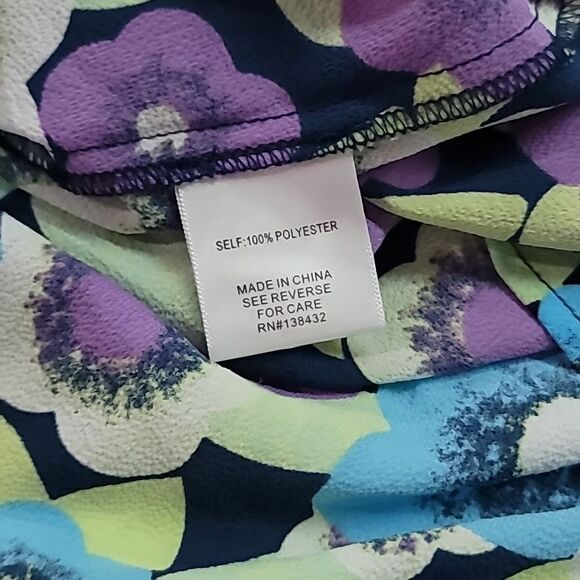 SELF:100% POLYESTER
MADE IN CHINA
SEE REVERSE
FOR CARE
RN#138432